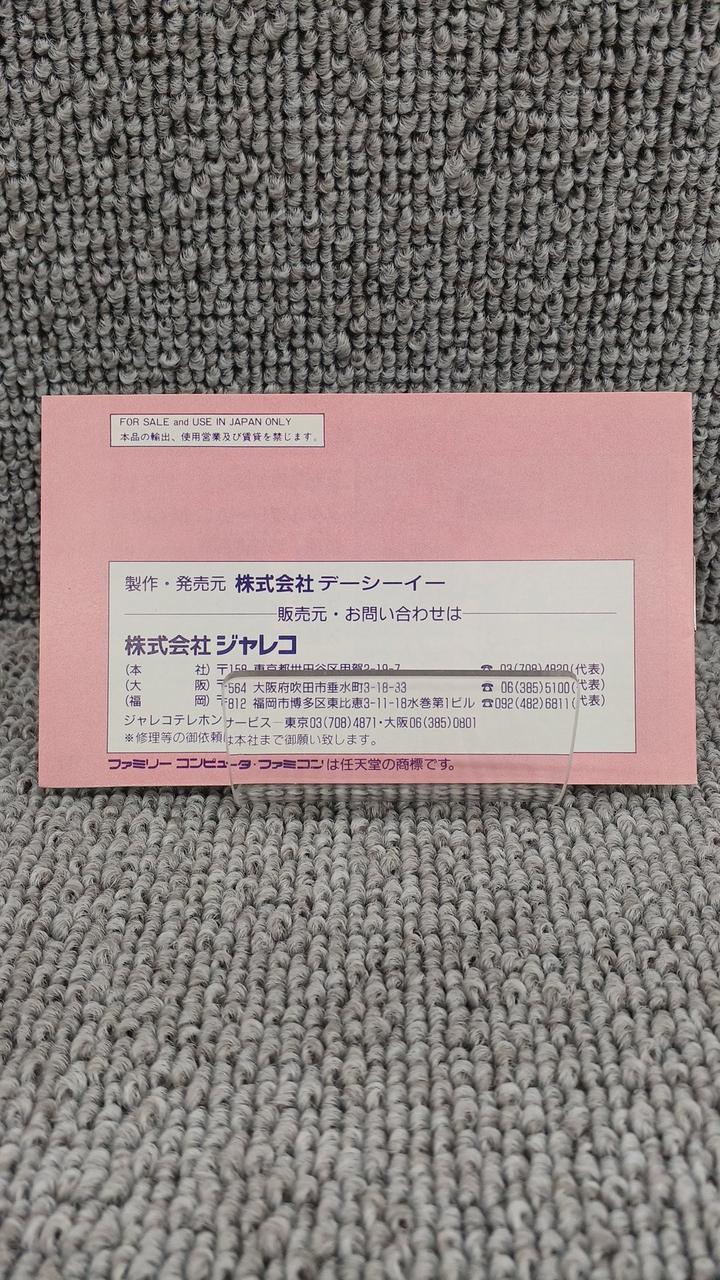 FOR SALE and USE IN JAPAN ONLY
本品の輸出、使用営業及び賃貸を禁じます。
製作・発売元 株式会社デーシーイー
販売元・お問い合わせは
株式会社ジャレコ
(本 社) 〒158 東京都世田谷区用賀2-19-7 ☎ 03(708)4820(代表)
(大 阪) 〒564 大阪府吹田市垂水町3-18-33 ☎ 06(385)5100(代表)
(福 岡) 〒812 福岡市博多区東比恵3-11-18水巻第1ビル ☎092(482)6811(代表)
ジャレコテレホンサービス―東京03(708)4871・大阪06(385)0801
※修理等の御依頼は本社まで御願い致します。
ファミリーコンピュータ・ファミコンは任天堂の商標です。